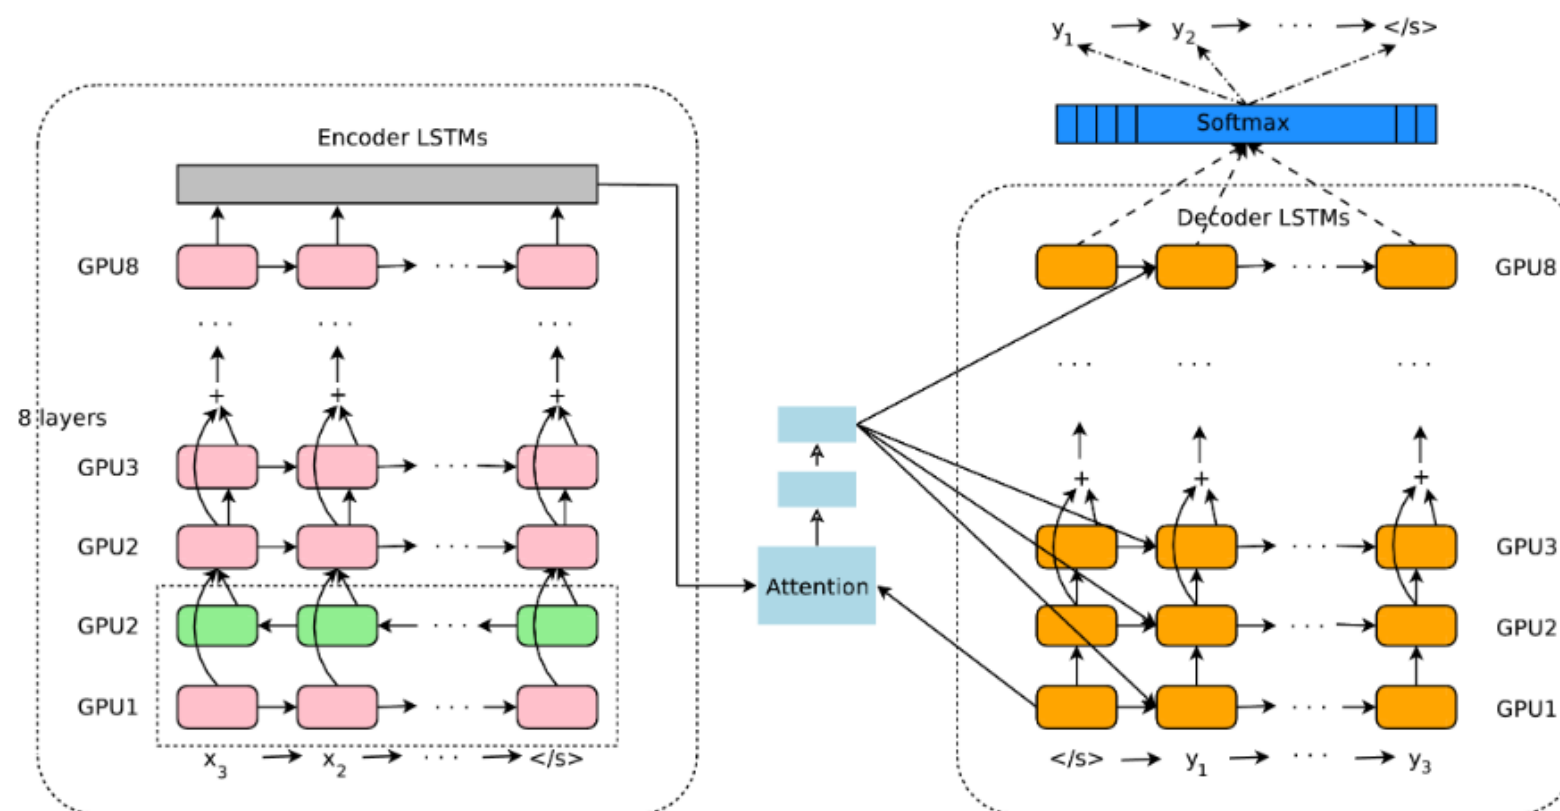 y1 → y2 → ··· → </s>
Softmax
Encoder LSTMs
Decoder LSTMs
GPU8
··· ··· ···
+ + +
8 layers
GPU3
GPU2
GPU2
GPU1
x3 → x2 → ··· → </s>
Attention
GPU8
··· ··· ···
+ + +
GPU3
GPU2
GPU1
</s> → y1 → ··· → y3